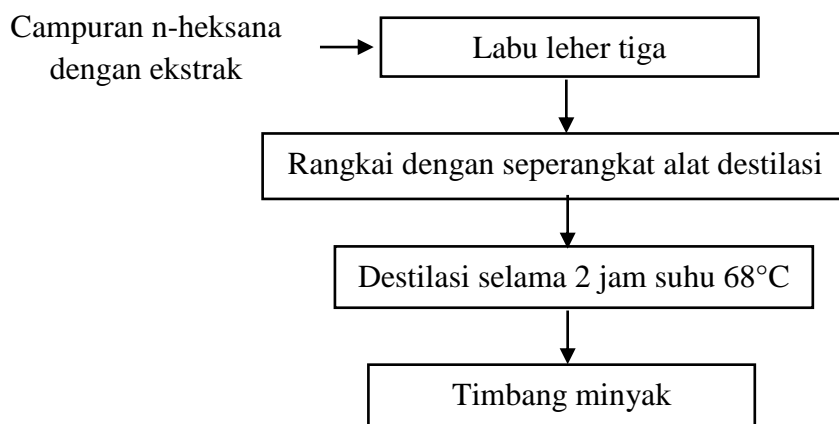 Campuran n-heksana
dengan ekstrak
Labu leher tiga
Rangkai dengan seperangkat alat destilasi
Destilasi selama 2 jam suhu 68°C
Timbang minyak